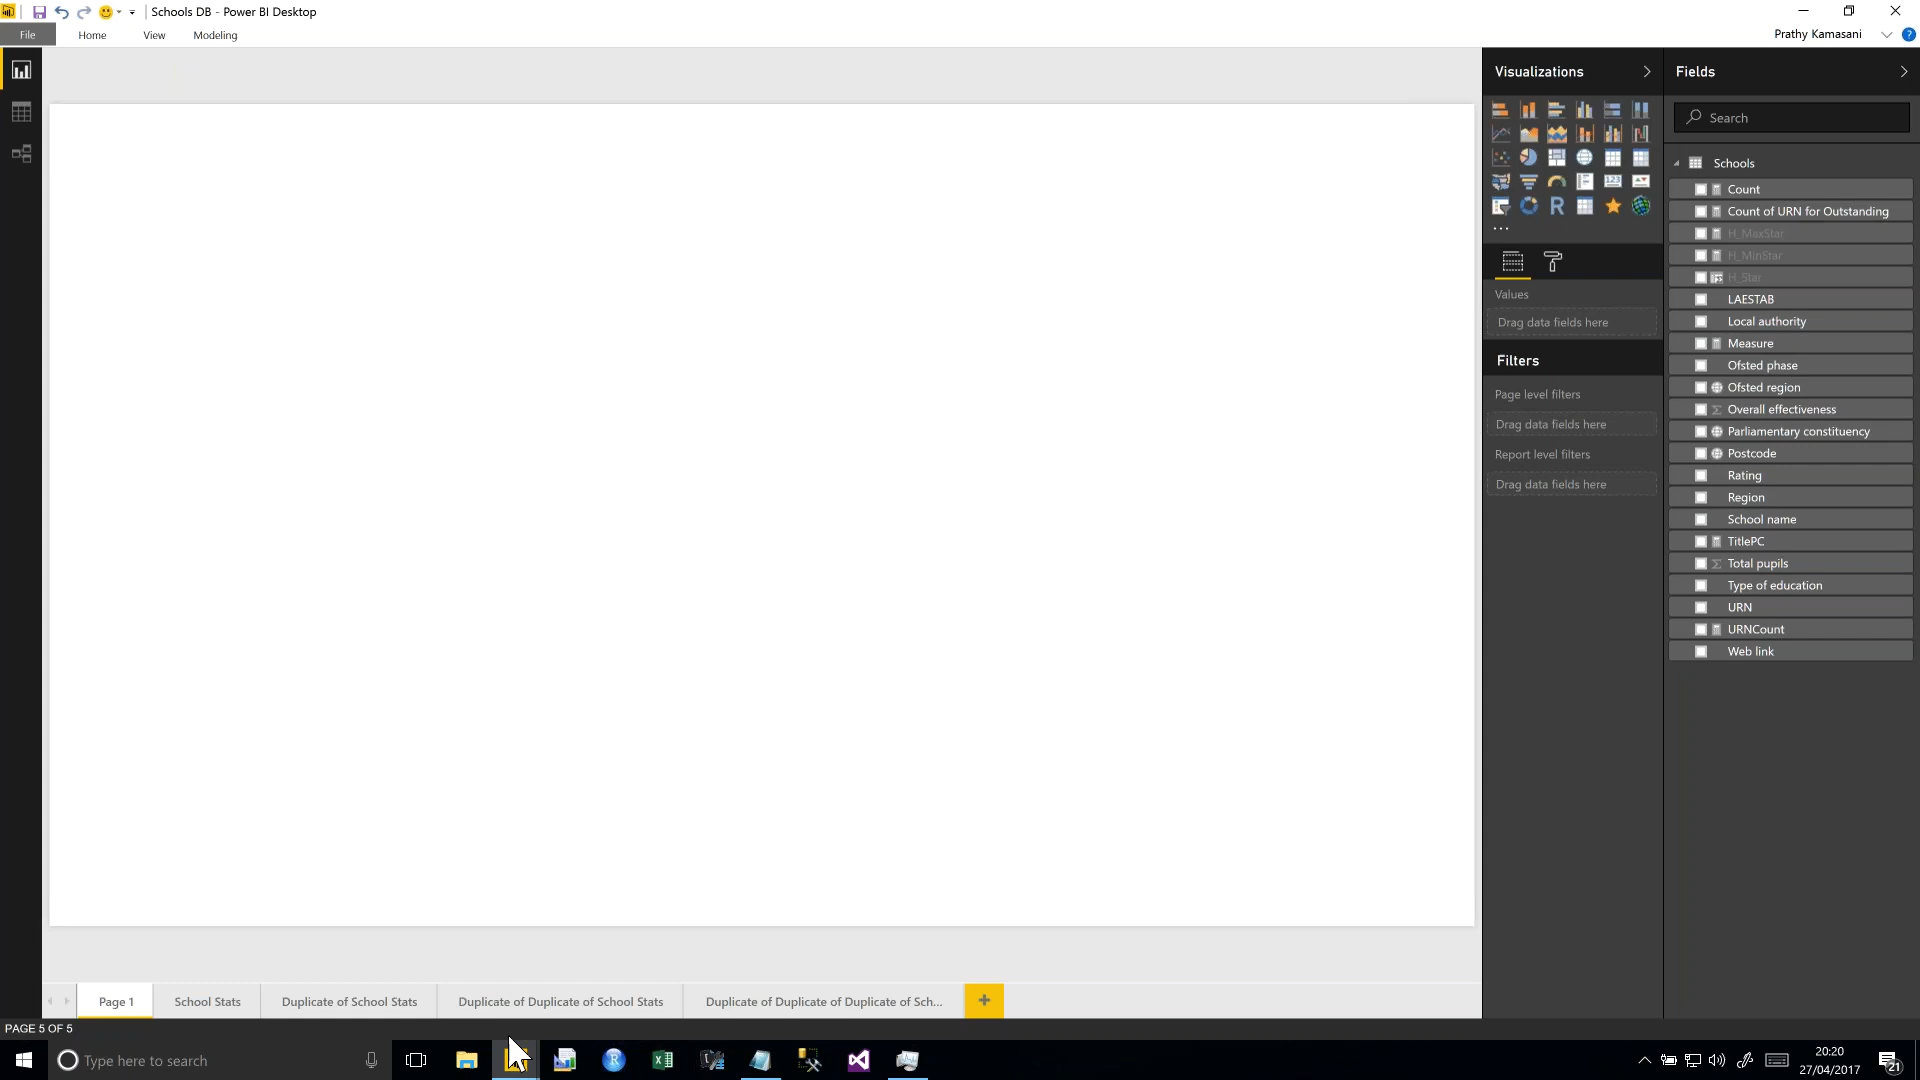 Schools DB - Power BI Desktop
File
Home
View
Modeling
Prathy Kamasani
?
Visualizations
Fields
Search
Schools
Count
Count of URN for Outstanding
H_MaxStar
H_MinStar
H_Star
LAESTAB
Local authority
Measure
Ofsted phase
Ofsted region
Overall effectiveness
Parliamentary constituency
Postcode
Rating
Region
School name
TitlePC
Total pupils
Type of education
URN
URNCount
Web link
R
123
...
Values
Drag data fields here
Filters
Page level filters
Drag data fields here
Report level filters
Drag data fields here
Page 1
School Stats
Duplicate of School Stats
Duplicate of Duplicate of School Stats
Duplicate of Duplicate of Duplicate of Sch...
+
PAGE 5 OF 5
Type here to search
R
20:20
27/04/2017
21